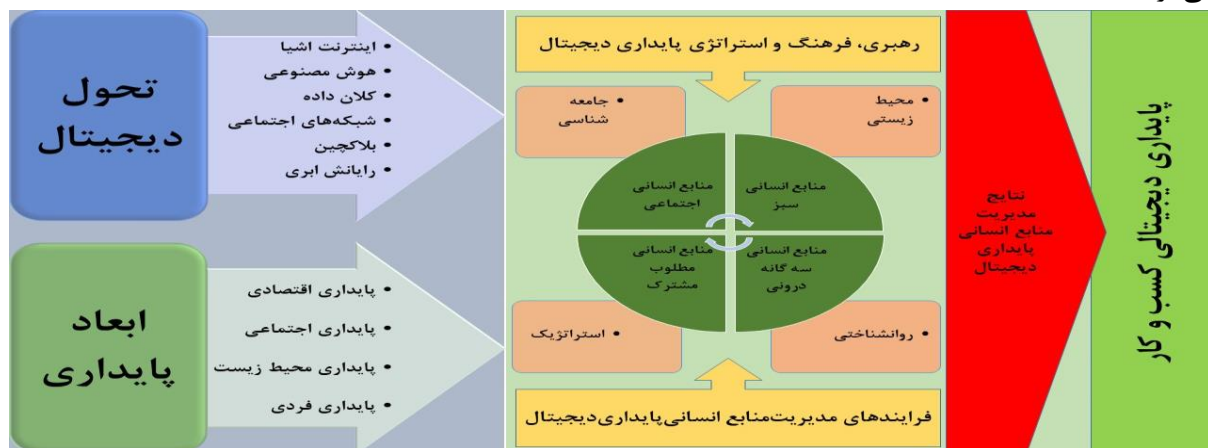 تحول
دیجیتال
• اینترنت اشیا
• هوش مصنوعی
• کلان داده
• شبکه‌های اجتماعی
• بلاکچین
• رایانش ابری
ابعاد
پایداری
• پایداری اقتصادی
• پایداری اجتماعی
• پایداری محیط زیست
• پایداری فردی
رهبری، فرهنگ و استراتژی پایداری دیجیتال
• محیط
زیستی
• جامعه
شناسی
منابع انسانی
سبز
منابع انسانی
اجتماعی
منابع انسانی
سه گانه
درونی
منابع انسانی
مطلوب
مشترک
• روانشناختی
• استراتژیک
فرایندهای مدیریت‌منابع انسانی‌پایداری‌دیجیتال
نتایج
مدیریت
منابع انسانی
پایداری
دیجیتال
پایداری دیجیتالی کسب و کار